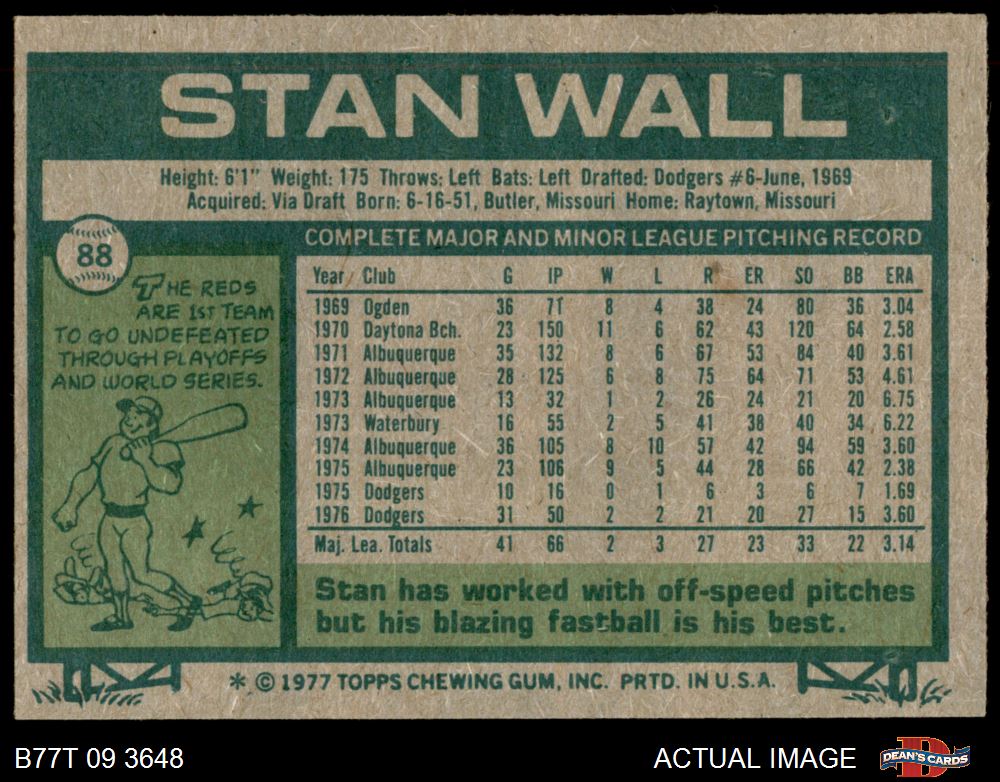 STAN WALL
Height: 6'1" Weight: 175 Throws: Left Bats: Left Drafted: Dodgers #6-June, 1969
Acquired: Via Draft Born: 6-16-51, Butler, Missouri Home: Raytown, Missouri
88
THE REDS
ARE 1ST TEAM
TO GO UNDEFEATED
THROUGH PLAYOFFS
AND WORLD SERIES.
COMPLETE MAJOR AND MINOR LEAGUE PITCHING RECORD
Year Club G IP W L R ER SO BB ERA
1969 Ogden 36 71 8 4 38 24 80 36 3.04
1970 Daytona Bch. 23 150 11 6 62 43 120 64 2.58
1971 Albuquerque 35 132 8 6 67 53 84 40 3.61
1972 Albuquerque 28 125 6 8 75 64 71 53 4.61
1973 Albuquerque 13 32 1 2 26 24 21 20 6.75
1973 Waterbury 16 55 2 5 41 38 40 34 6.22
1974 Albuquerque 36 105 8 10 57 42 94 59 3.60
1975 Albuquerque 23 106 9 5 44 28 66 42 2.38
1975 Dodgers 10 16 0 1 6 3 6 7 1.69
1976 Dodgers 31 50 2 2 21 20 27 15 3.60
Maj. Lea. Totals 41 66 2 3 27 23 33 22 3.14
Stan has worked with off-speed pitches
but his blazing fastball is his best.
* © 1977 TOPPS CHEWING GUM, INC. PRTD. IN U.S.A.
B77T 09 3648
ACTUAL IMAGE
DEAN'S CARDS